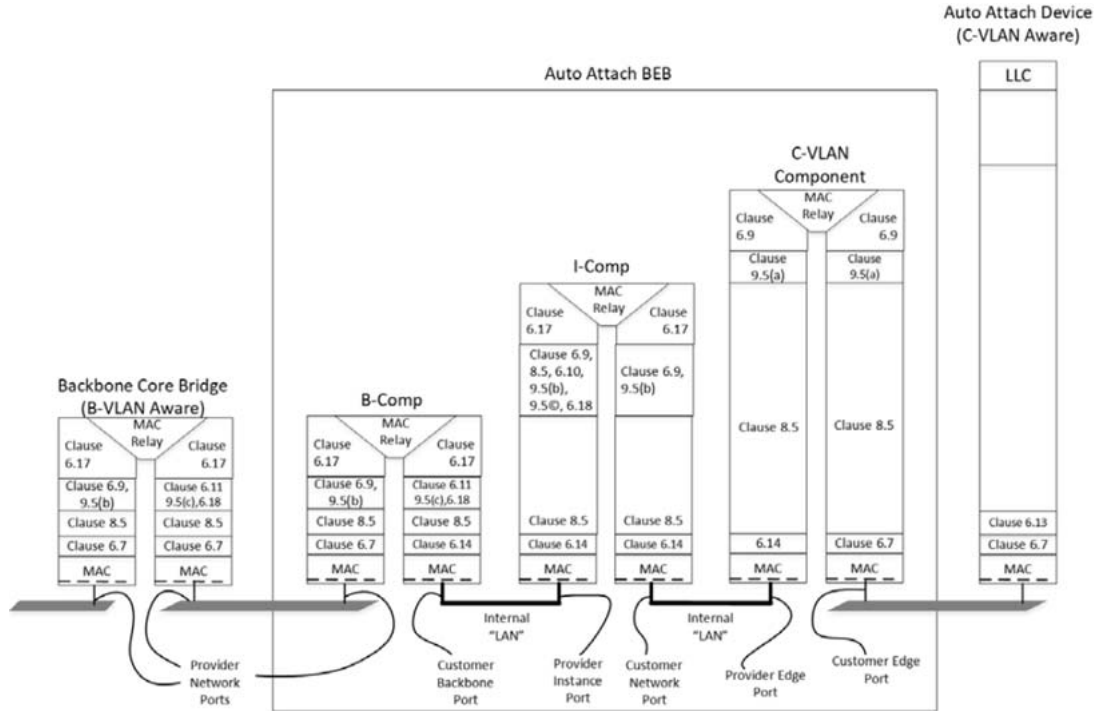 Auto Attach Device
(C-VLAN Aware)
LLC
Auto Attach BEB
C-VLAN
Component
MAC
Relay
Clause
6.9
Clause
6.9
Clause
9.5(a)
Clause
9.5(a)
Clause 8.5
Clause 8.5
6.14
Clause 6.7
MAC
MAC
I-Comp
MAC
Relay
Clause
6.17
Clause
6.17
Clause 6.9,
8.5, 6.10,
9.5(b),
9.5©, 6.18
Clause 6.9,
9.5(b)
Clause 8.5
Clause 8.5
Clause 6.14
Clause 6.14
MAC
MAC
Backbone Core Bridge
(B-VLAN Aware)
MAC
Relay
Clause
6.17
Clause
6.17
Clause 6.9,
9.5(b)
Clause 6.11
9.5(c),6.18
Clause 8.5
Clause 8.5
Clause 6.7
Clause 6.7
MAC
MAC
B-Comp
MAC
Relay
Clause
6.17
Clause
6.17
Clause 6.9,
9.5(b)
Clause 6.11
9.5(c),6.18
Clause 8.5
Clause 8.5
Clause 6.7
Clause 6.14
MAC
MAC
Clause 6.13
Clause 6.7
MAC
Internal
"LAN"
Internal
"LAN"
Provider
Network
Ports
Customer
Backbone
Port
Provider
Instance
Port
Customer
Network
Port
Provider Edge
Port
Customer Edge
Port